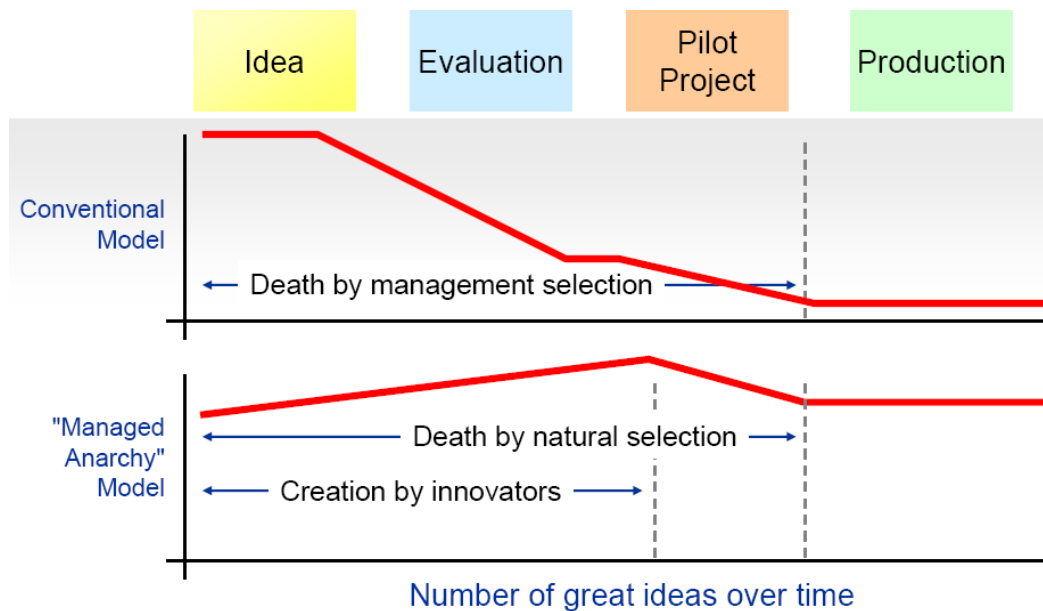 Idea
Evaluation
Pilot
Project
Production
Conventional
Model
Death by management selection
"Managed
Anarchy"
Model
Death by natural selection
Creation by innovators
Number of great ideas over time